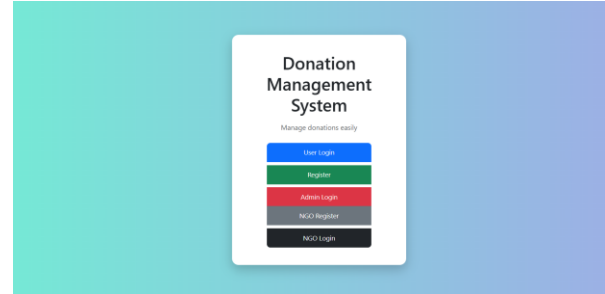 Donation
Management
System
Manage donations easily
User Login
Register
Admin Login
NGO Register
NGO Login